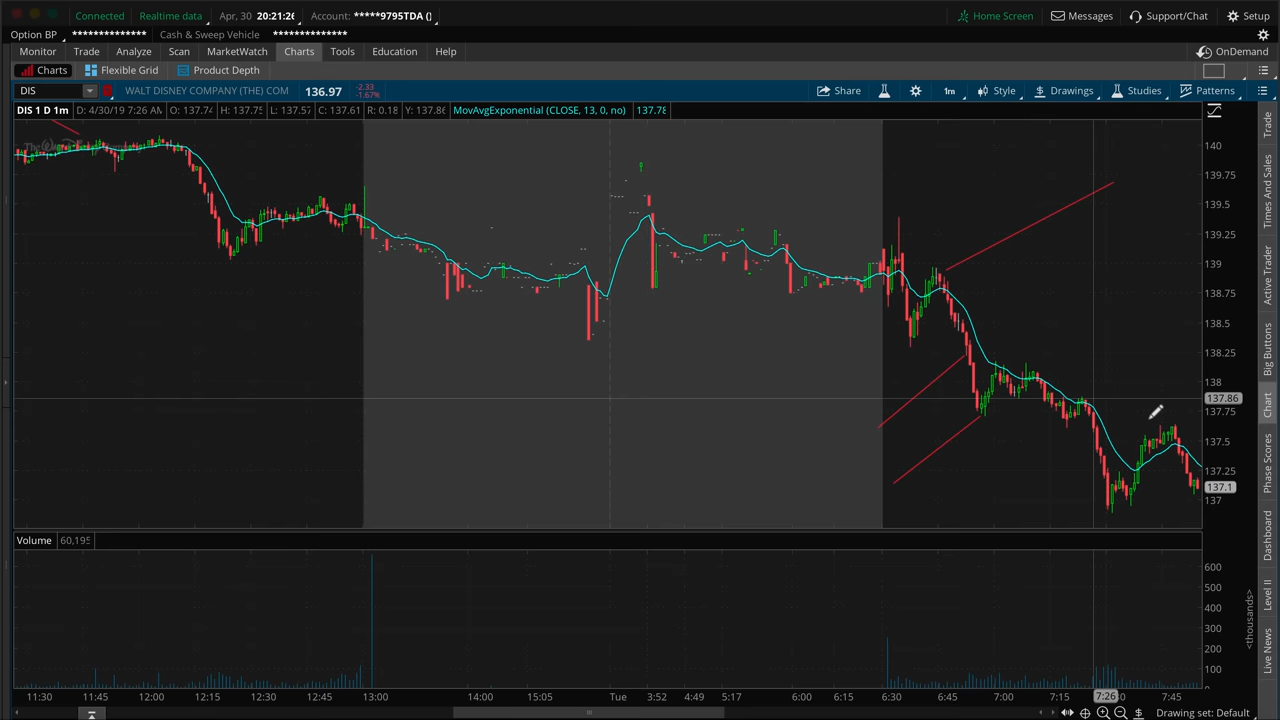 Connected Realtime data Apr, 30 20:21:26 Account: *****9795TDA () Home Screen Messages Support/Chat Setup
Option BP ************** Cash & Sweep Vehicle **************
Monitor Trade Analyze Scan MarketWatch Charts Tools Education Help OnDemand
Charts Flexible Grid Product Depth
DIS WALT DISNEY COMPANY (THE) COM 136.97 -2.33 -1.67% Share 1m Style Drawings Studies Patterns
DIS 1 D 1m D: 4/30/19 7:26 AM O: 137.74 H: 137.75 L: 137.57 C: 137.61 R: 0.18 Y: 137.86 MovAvgExponential (CLOSE, 13, 0, no) 137.78
140
139.75
139.5
139.25
139
138.75
138.5
138.25
138
137.86
137.75
137.5
137.25
137.1
137
Volume 60,195
600
500
400
300
200
100
0
<thousands>
11:30 11:45 12:00 12:15 12:30 12:45 13:00 14:00 15:05 Tue 3:52 4:49 5:17 6:00 6:15 6:30 6:45 7:00 7:15 7:26 7:45
Drawing set: Default
Trade
Times And Sales
Active Trader
Big Buttons
Chart
Phase Scores
Dashboard
Level II
Live News